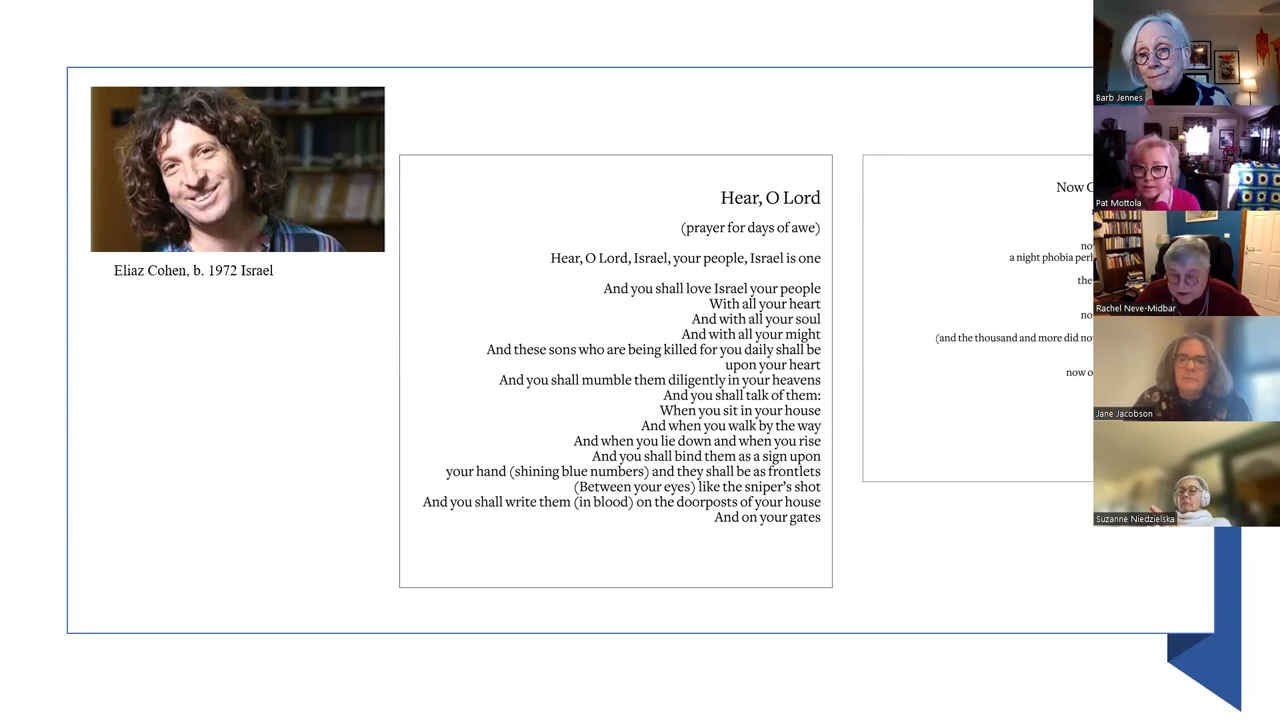 Eliaz Cohen, b. 1972 Israel
Hear, O Lord
(prayer for days of awe)
Hear, O Lord, Israel, your people, Israel is one
And you shall love Israel your people
With all your heart
And with all your soul
And with all your might
And these sons who are being killed for you daily shall be
upon your heart
And you shall mumble them diligently in your heavens
And you shall talk of them:
When you sit in your house
And when you walk by the way
And when you lie down and when you rise
And you shall bind them as a sign upon
your hand (shining blue numbers) and they shall be as frontlets
(Between your eyes) like the sniper's shot
And you shall write them (in blood) on the doorposts of your house
And on your gates
Now
a night phobia
the
(and the thousand and more did
now
Barb Jennes
Pat Mottola
Rachel Neve-Midbar
Jane Jacobson
Suzanne Niedzielska